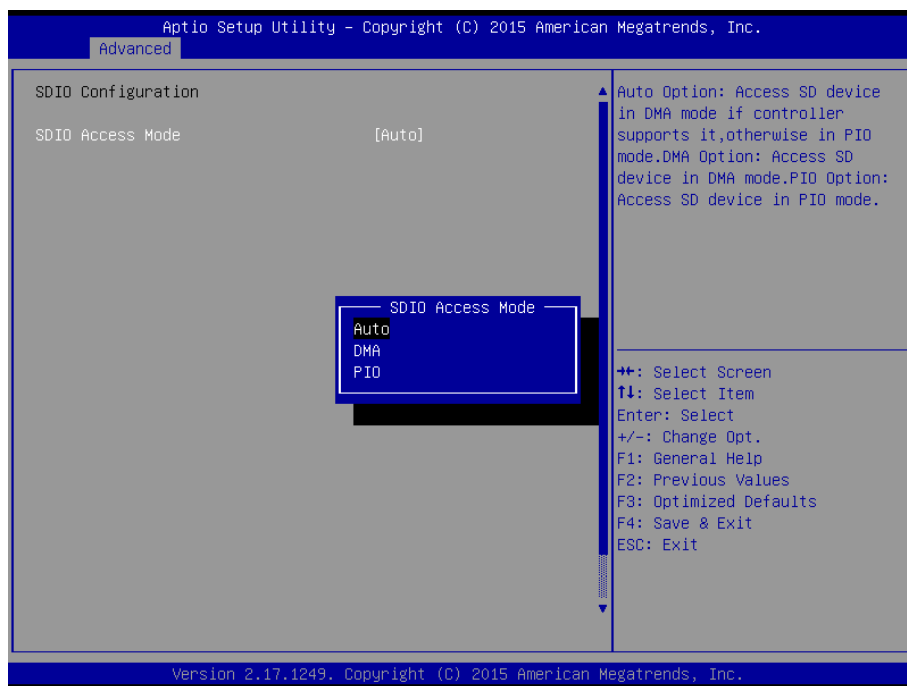 Aptio Setup Utility – Copyright (C) 2015 American Megatrends, Inc.
Advanced
SDIO Configuration
SDIO Access Mode [Auto]
SDIO Access Mode
Auto
DMA
PIO
Auto Option: Access SD device
in DMA mode if controller
supports it,otherwise in PIO
mode.DMA Option: Access SD
device in DMA mode.PIO Option:
Access SD device in PIO mode.
→←: Select Screen
↑↓: Select Item
Enter: Select
+/-: Change Opt.
F1: General Help
F2: Previous Values
F3: Optimized Defaults
F4: Save & Exit
ESC: Exit
Version 2.17.1249. Copyright (C) 2015 American Megatrends, Inc.